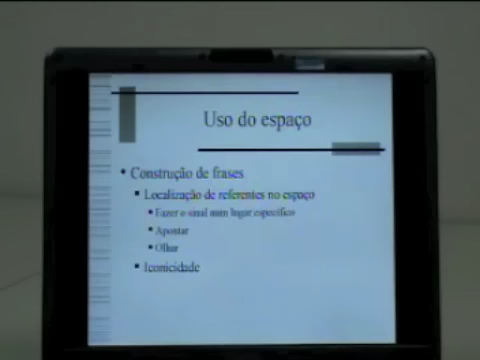 Uso do espaço
• Construção de frases
▪ Localização de referentes no espaço
▪ Fazer o sinal num lugar específico
▪ Apontar
▪ Olhar
▪ Iconicidade